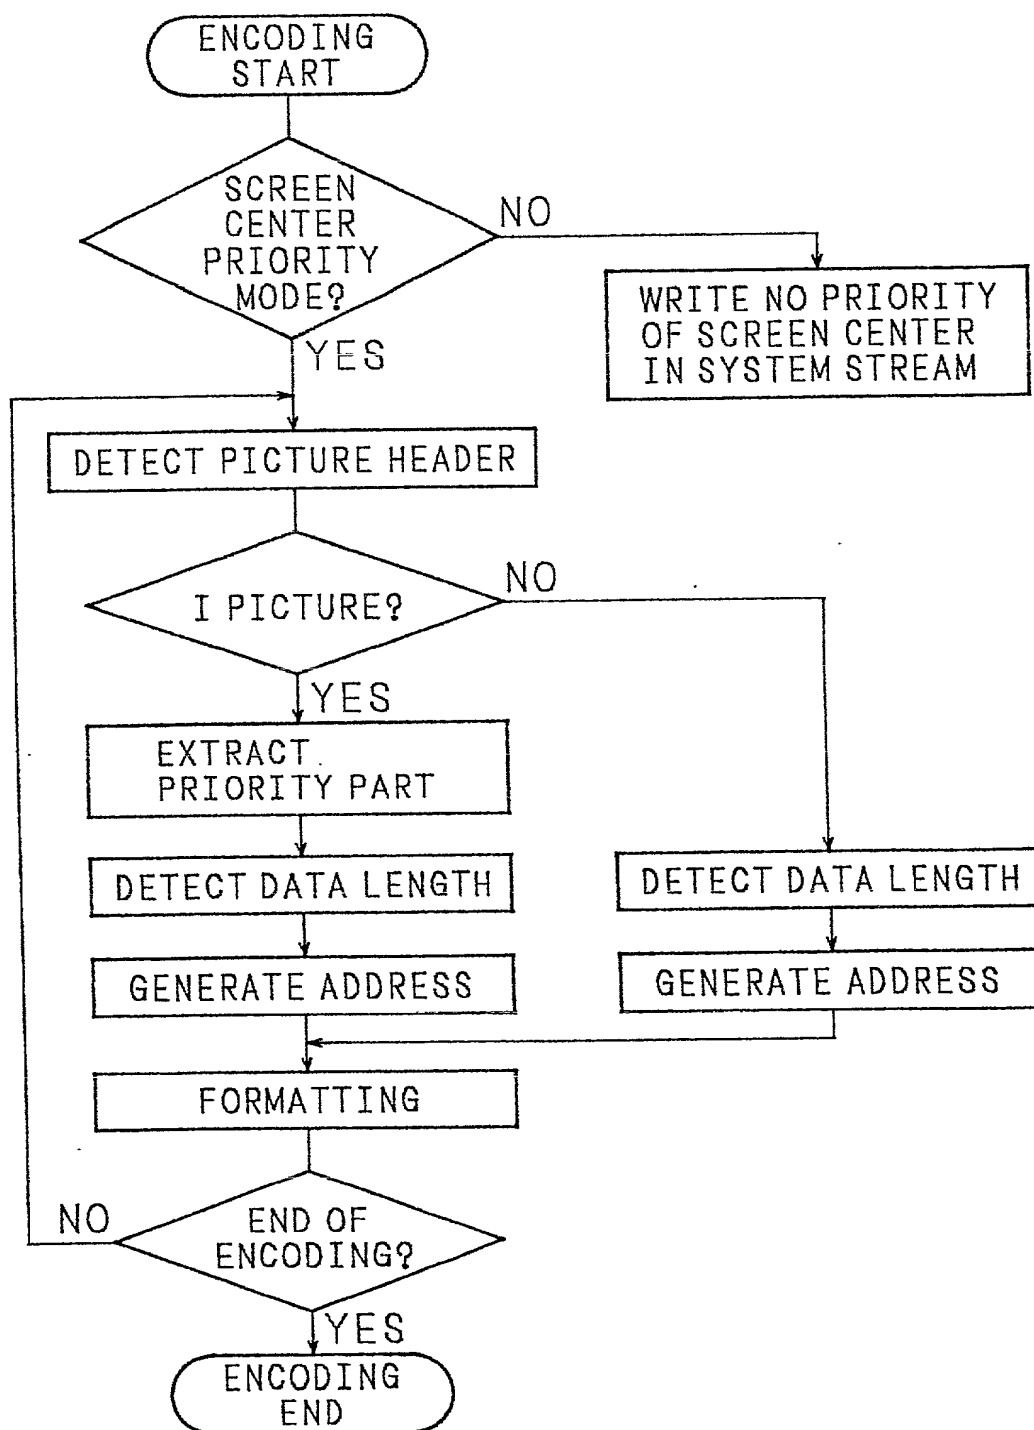 ENCODING
START
SCREEN
CENTER
PRIORITY
MODE?
NO
WRITE NO PRIORITY
OF SCREEN CENTER
IN SYSTEM STREAM
YES
DETECT PICTURE HEADER
I PICTURE?
NO
YES
EXTRACT
PRIORITY PART
DETECT DATA LENGTH
DETECT DATA LENGTH
GENERATE ADDRESS
GENERATE ADDRESS
FORMATTING
END OF
ENCODING?
NO
YES
ENCODING
END